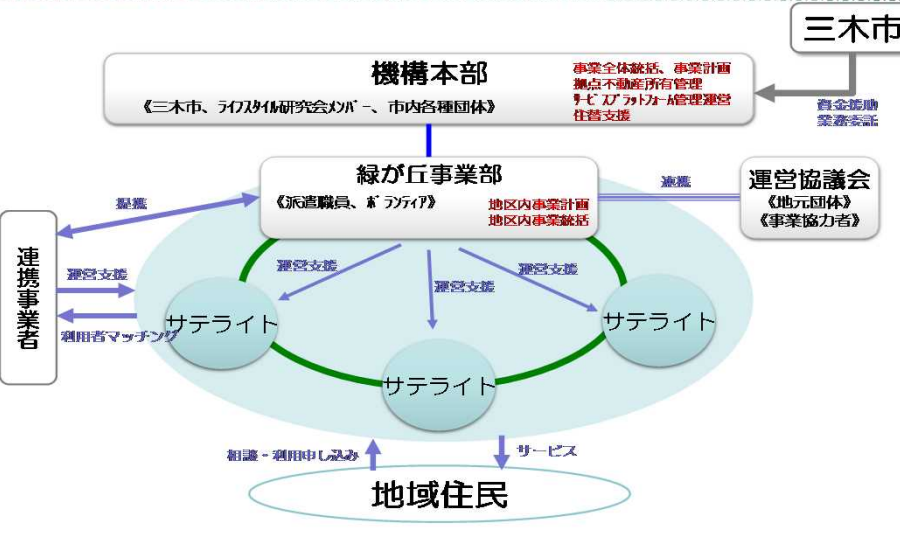 三木市
機構本部
《三木市、ライフスタイル研究会メンバー、市内各種団体》
事業全体統括、事業計画
拠点不動産所有管理
サービスプラットフォーム管理運営
住替支援
資金援助
業務委託
緑が丘事業部
《派遣職員、ボランティア》
地区内事業計画
地区内事業統括
連携
運営協議会
《地元団体》
《事業協力者》
提携
連携事業者
運営支援
利用者マッチング
運営支援
運営支援
運営支援
サテライト
サテライト
サテライト
相談・利用申し込み
サービス
地域住民